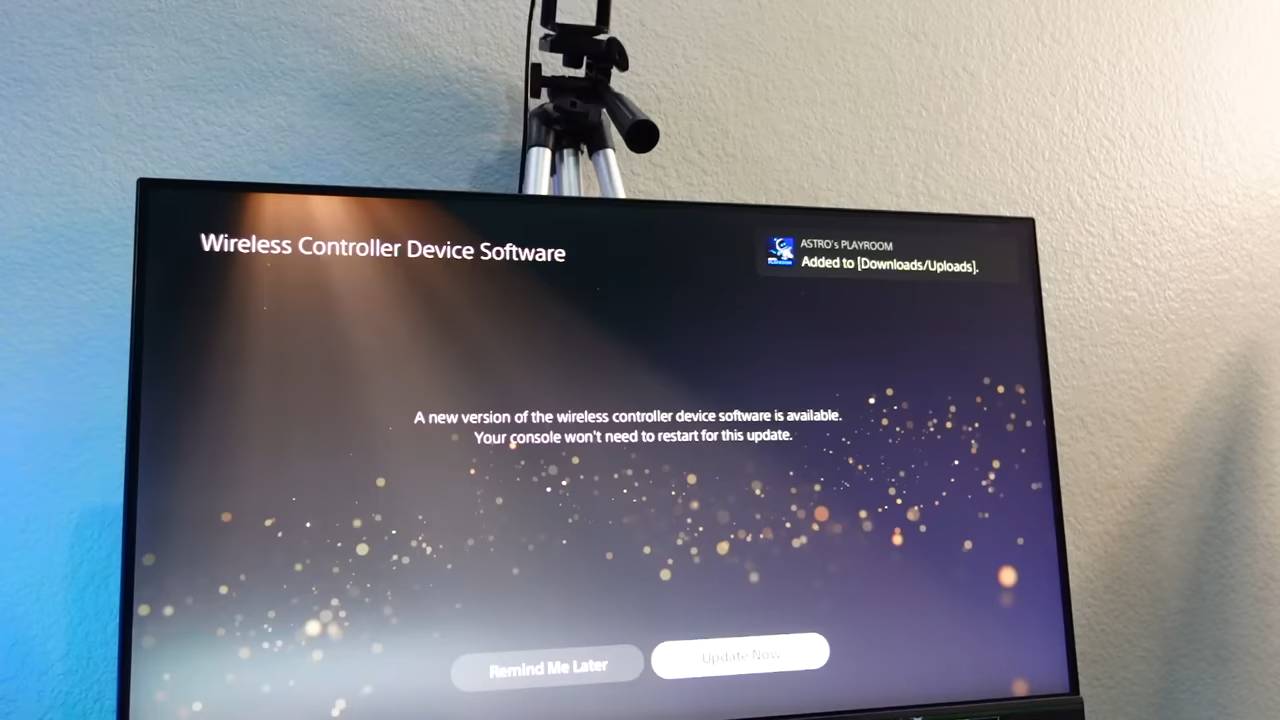 Wireless Controller Device Software
ASTRO's PLAYROOM
Added to [Downloads/Uploads].
A new version of the wireless controller device software is available.
Your console won't need to restart for this update.
Remind Me Later
Update Now